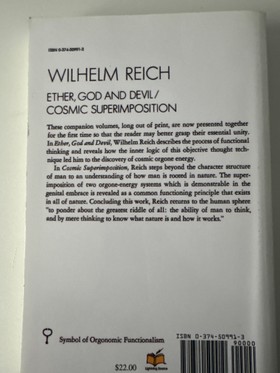 ISBN 0-374-50991-3
WILHELM REICH
ETHER, GOD AND DEVIL/
COSMIC SUPERIMPOSITION
These companion volumes, long out of print, are now presented together
for the first time so that the reader may better grasp their essential unity.
In Ether, God and Devil, Wilhelm Reich describes the process of functional
thinking and reveals how the inner logic of this objective thought tech-
nique led him to the discovery of cosmic orgone energy.
In Cosmic Superimposition, Reich steps beyond the character structure
of man to an understanding of how man is rooted in nature. The super-
imposition of two orgone-energy systems which is demonstrable in the
genital embrace is revealed as a common functioning principle that exists
in all of nature. Concluding this work, Reich returns to the human sphere
"to ponder about the greatest riddle of all: the ability of man to think,
and by mere thinking to know what nature is and how it works."
Symbol of Orgonomic Functionalism
ISBN 0-374-50991-3
90000
$22.00
Lightning Source